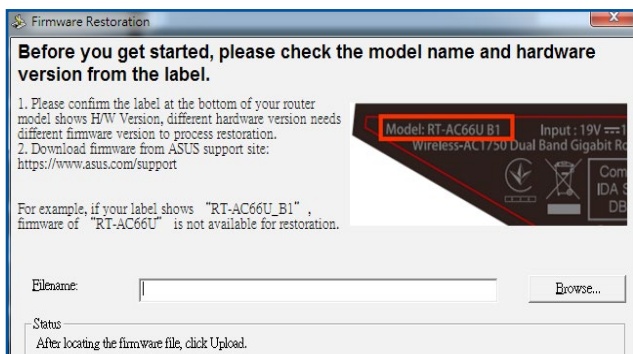 Firmware Restoration
Before you get started, please check the model name and hardware
version from the label.
1. Please confirm the label at the bottom of your router
model shows H/W Version, different hardware version needs
different firmware version to process restoration.
2. Download firmware from ASUS support site:
https://www.asus.com/support
For example, if your label shows “RT-AC66U_B1”,
firmware of “RT-AC66U” is not available for restoration.
Model: RT-AC66U B1 Input : 19V
Wireless-AC1750 Dual Band Gigabit Ro
Com
IDA S
DB
Filename:
Browse...
Status
After locating the firmware file, click Upload.